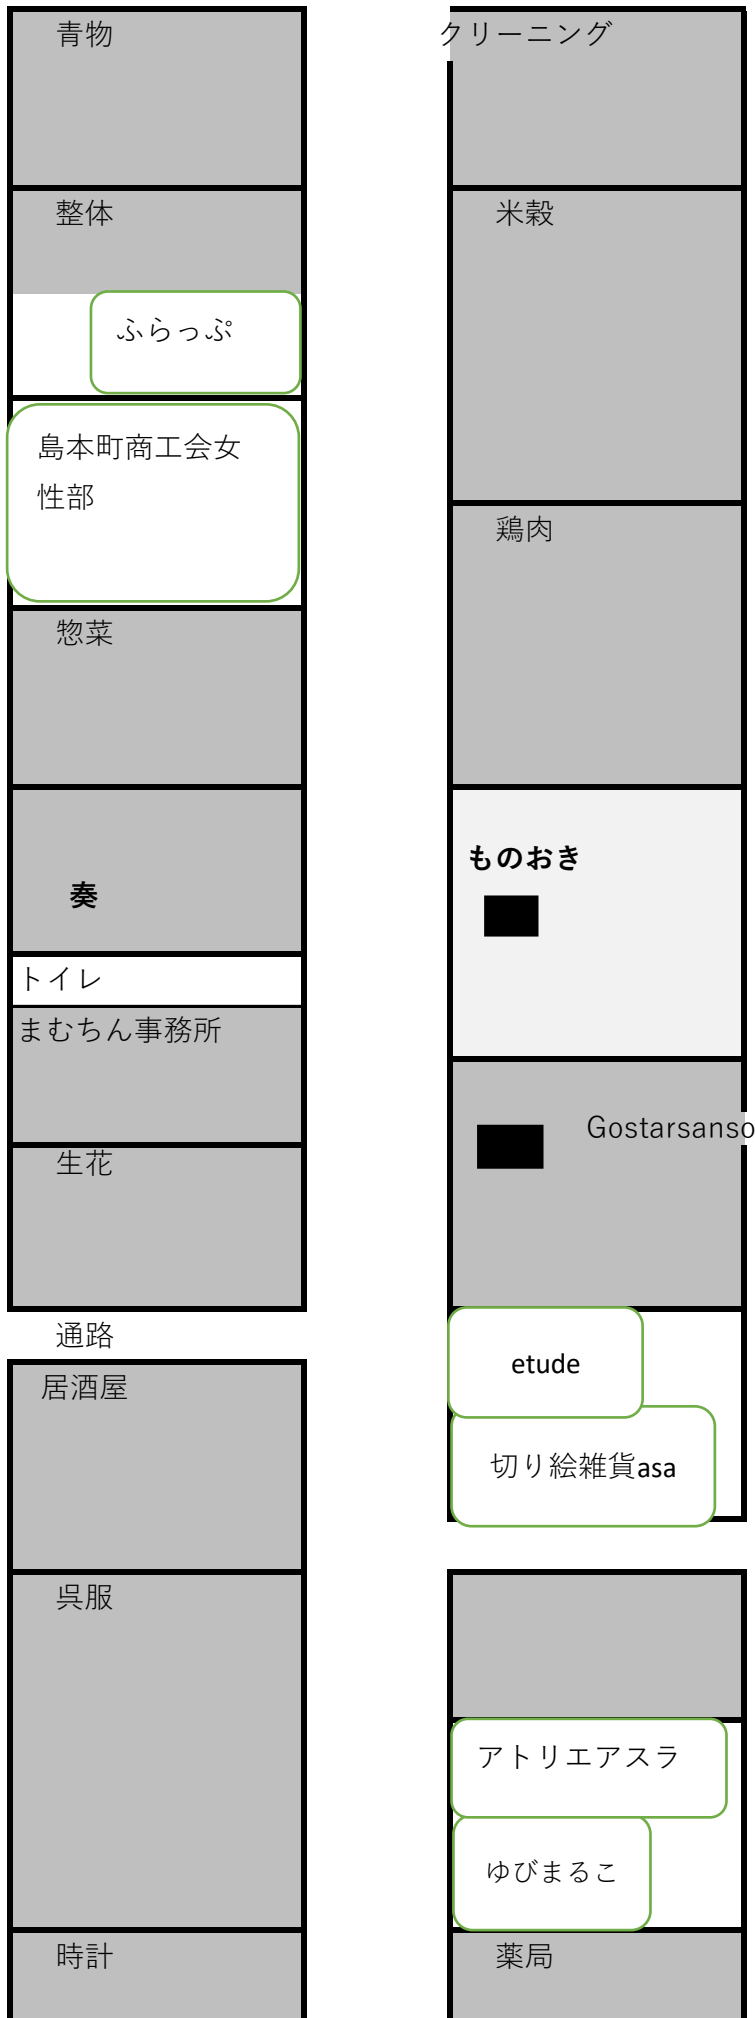 青物
整体
ふらっぷ
島本町商工会女
性部
惣菜
奏
トイレ
まむちん事務所
生花
通路
居酒屋
呉服
時計
クリーニング
米穀
鶏肉
ものおき
Gostarsanso
etude
切り絵雑貨asa
アトリエアスラ
ゆびまるこ
薬局